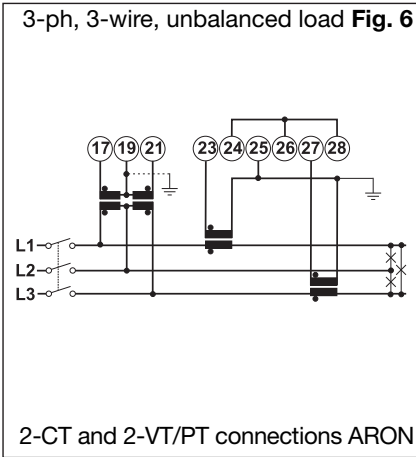 3-ph, 3-wire, unbalanced load Fig. 6
17 19 21 23 24 25 26 27 28
L1
L2
L3
2-CT and 2-VT/PT connections ARON